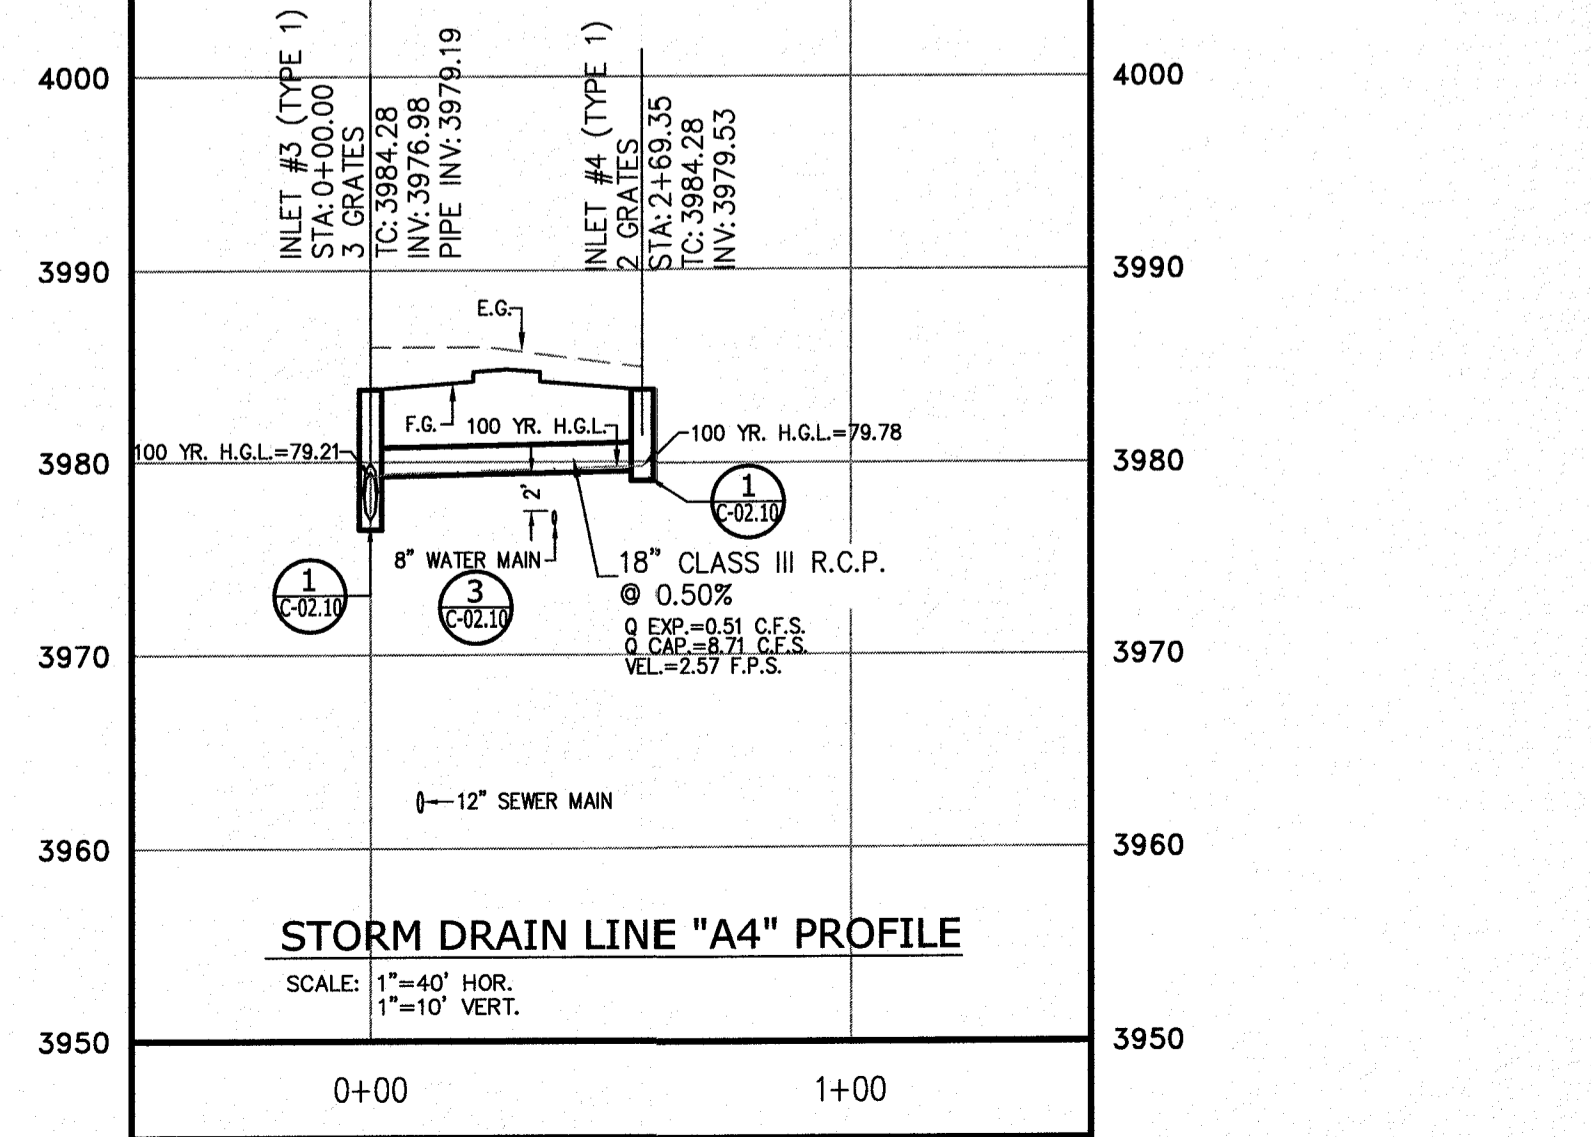 INLET #3 (TYPE 1)
STA:0+00.00
3 GRATES
TC:3984.28
INV:3976.98
PIPE INV:3979.19
INLET #4 (TYPE 1)
2 GRATES
STA:2+69.35
TC:3984.28
INV:3979.53
4000
4000
3990
3990
E.G.
F.G.
100 YR. H.G.L.
100 YR. H.G.L.=79.78
100 YR. H.G.L.=79.21
3980
3980
2'
1
C-02.10
8" WATER MAIN
18" CLASS III R.C.P.
@ 0.50%
1
C-02.10
3
C-02.10
Q EXP.=0.51 C.F.S.
Q CAP.=8.71 C.F.S.
VEL.=2.57 F.P.S.
3970
3970
12" SEWER MAIN
3960
3960
STORM DRAIN LINE "A4" PROFILE
SCALE: 1"=40' HOR.
1"=10' VERT.
3950
3950
0+00
1+00